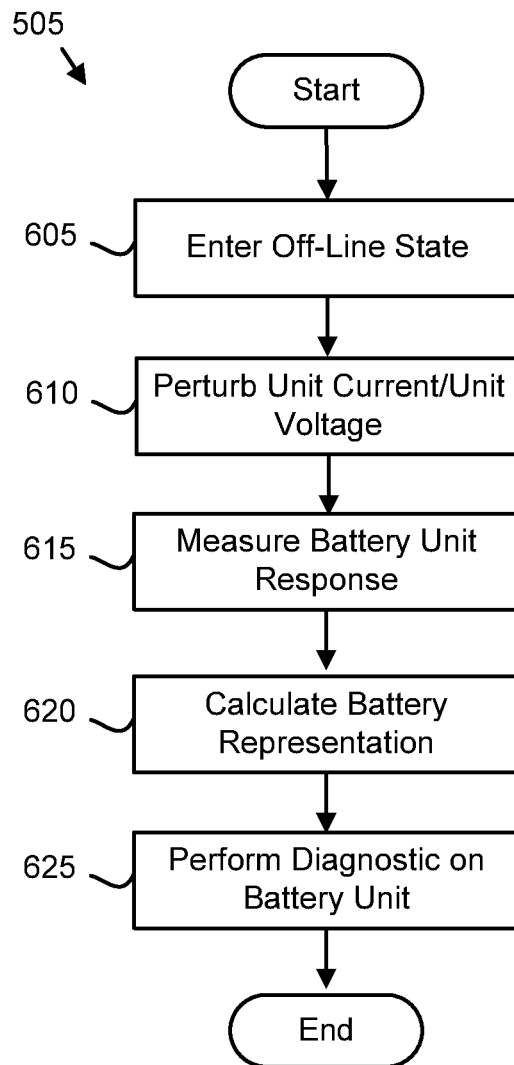 505
Start
605
Enter Off-Line State
610
Perturb Unit Current/Unit
Voltage
615
Measure Battery Unit
Response
620
Calculate Battery
Representation
625
Perform Diagnostic on
Battery Unit
End